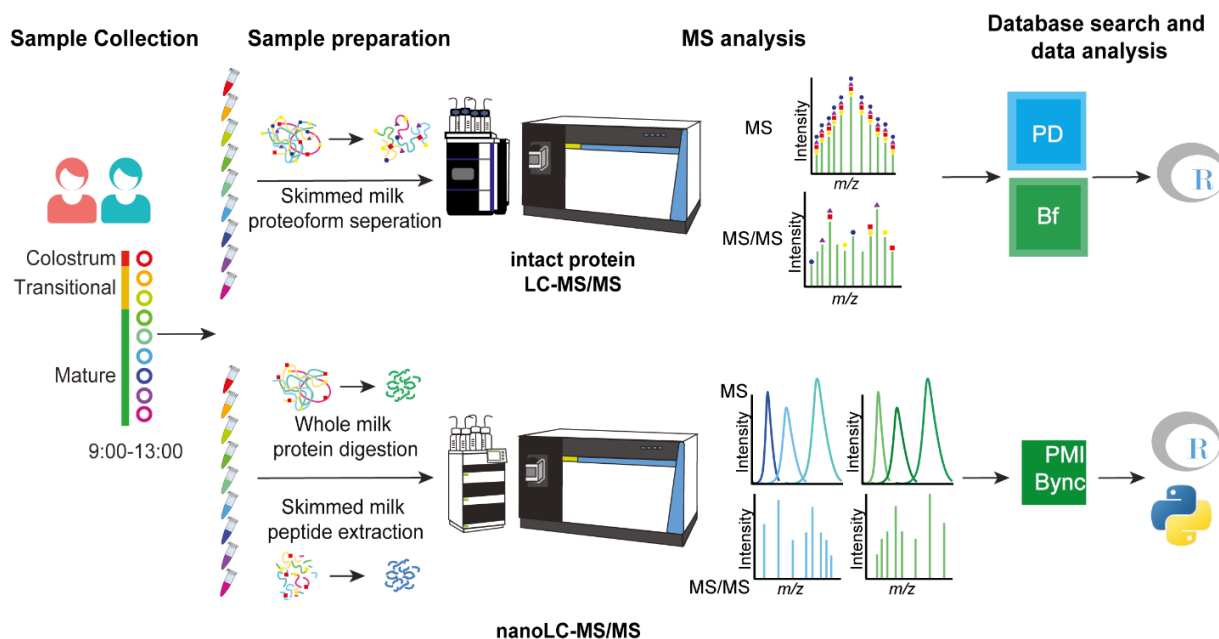 Sample Collection
Sample preparation
MS analysis
Database search and
data analysis
Colostrum
Transitional
Mature
9:00-13:00
Skimmed milk
proteoform seperation
intact protein
LC-MS/MS
MS
Intensity
m/z
MS/MS
Intensity
m/z
PD
Bf
R
Whole milk
protein digestion
Skimmed milk
peptide extraction
nanoLC-MS/MS
MS
Intensity
Intensity
MS/MS
Intensity
m/z
Intensity
m/z
PMI
Bync
R